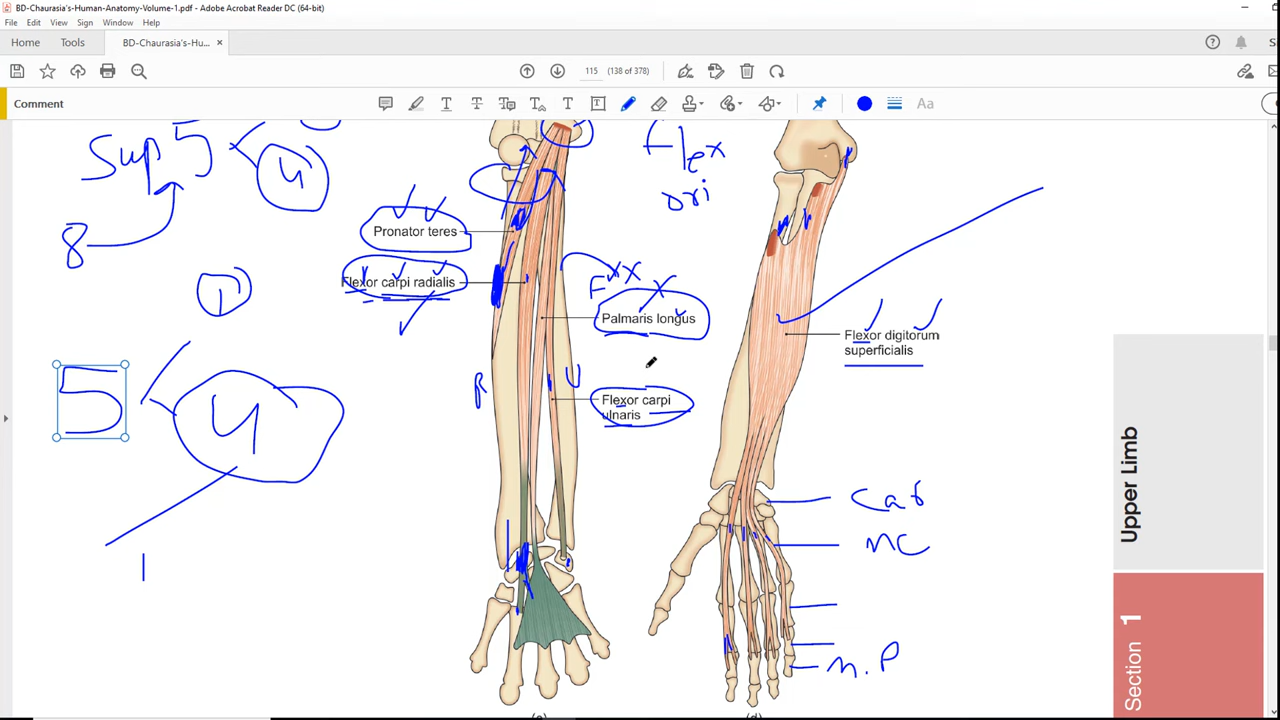 BD-Chaurasia's-Human-Anatomy-Volume-1.pdf - Adobe Acrobat Reader DC (64-bit)
File Edit View Sign Window Help
Home Tools BD-Chaurasia's-Hu... ×
115 (138 of 378)
Comment
Aa
Sup 5
4
8
1
5
4
1
Flex
ori
Pronator teres
Flexor carpi radialis
F
Palmaris longus
Flexor carpi
ulnaris
R
U
Flexor digitorum
superficialis
MC
M.P
Upper Limb
Section 1